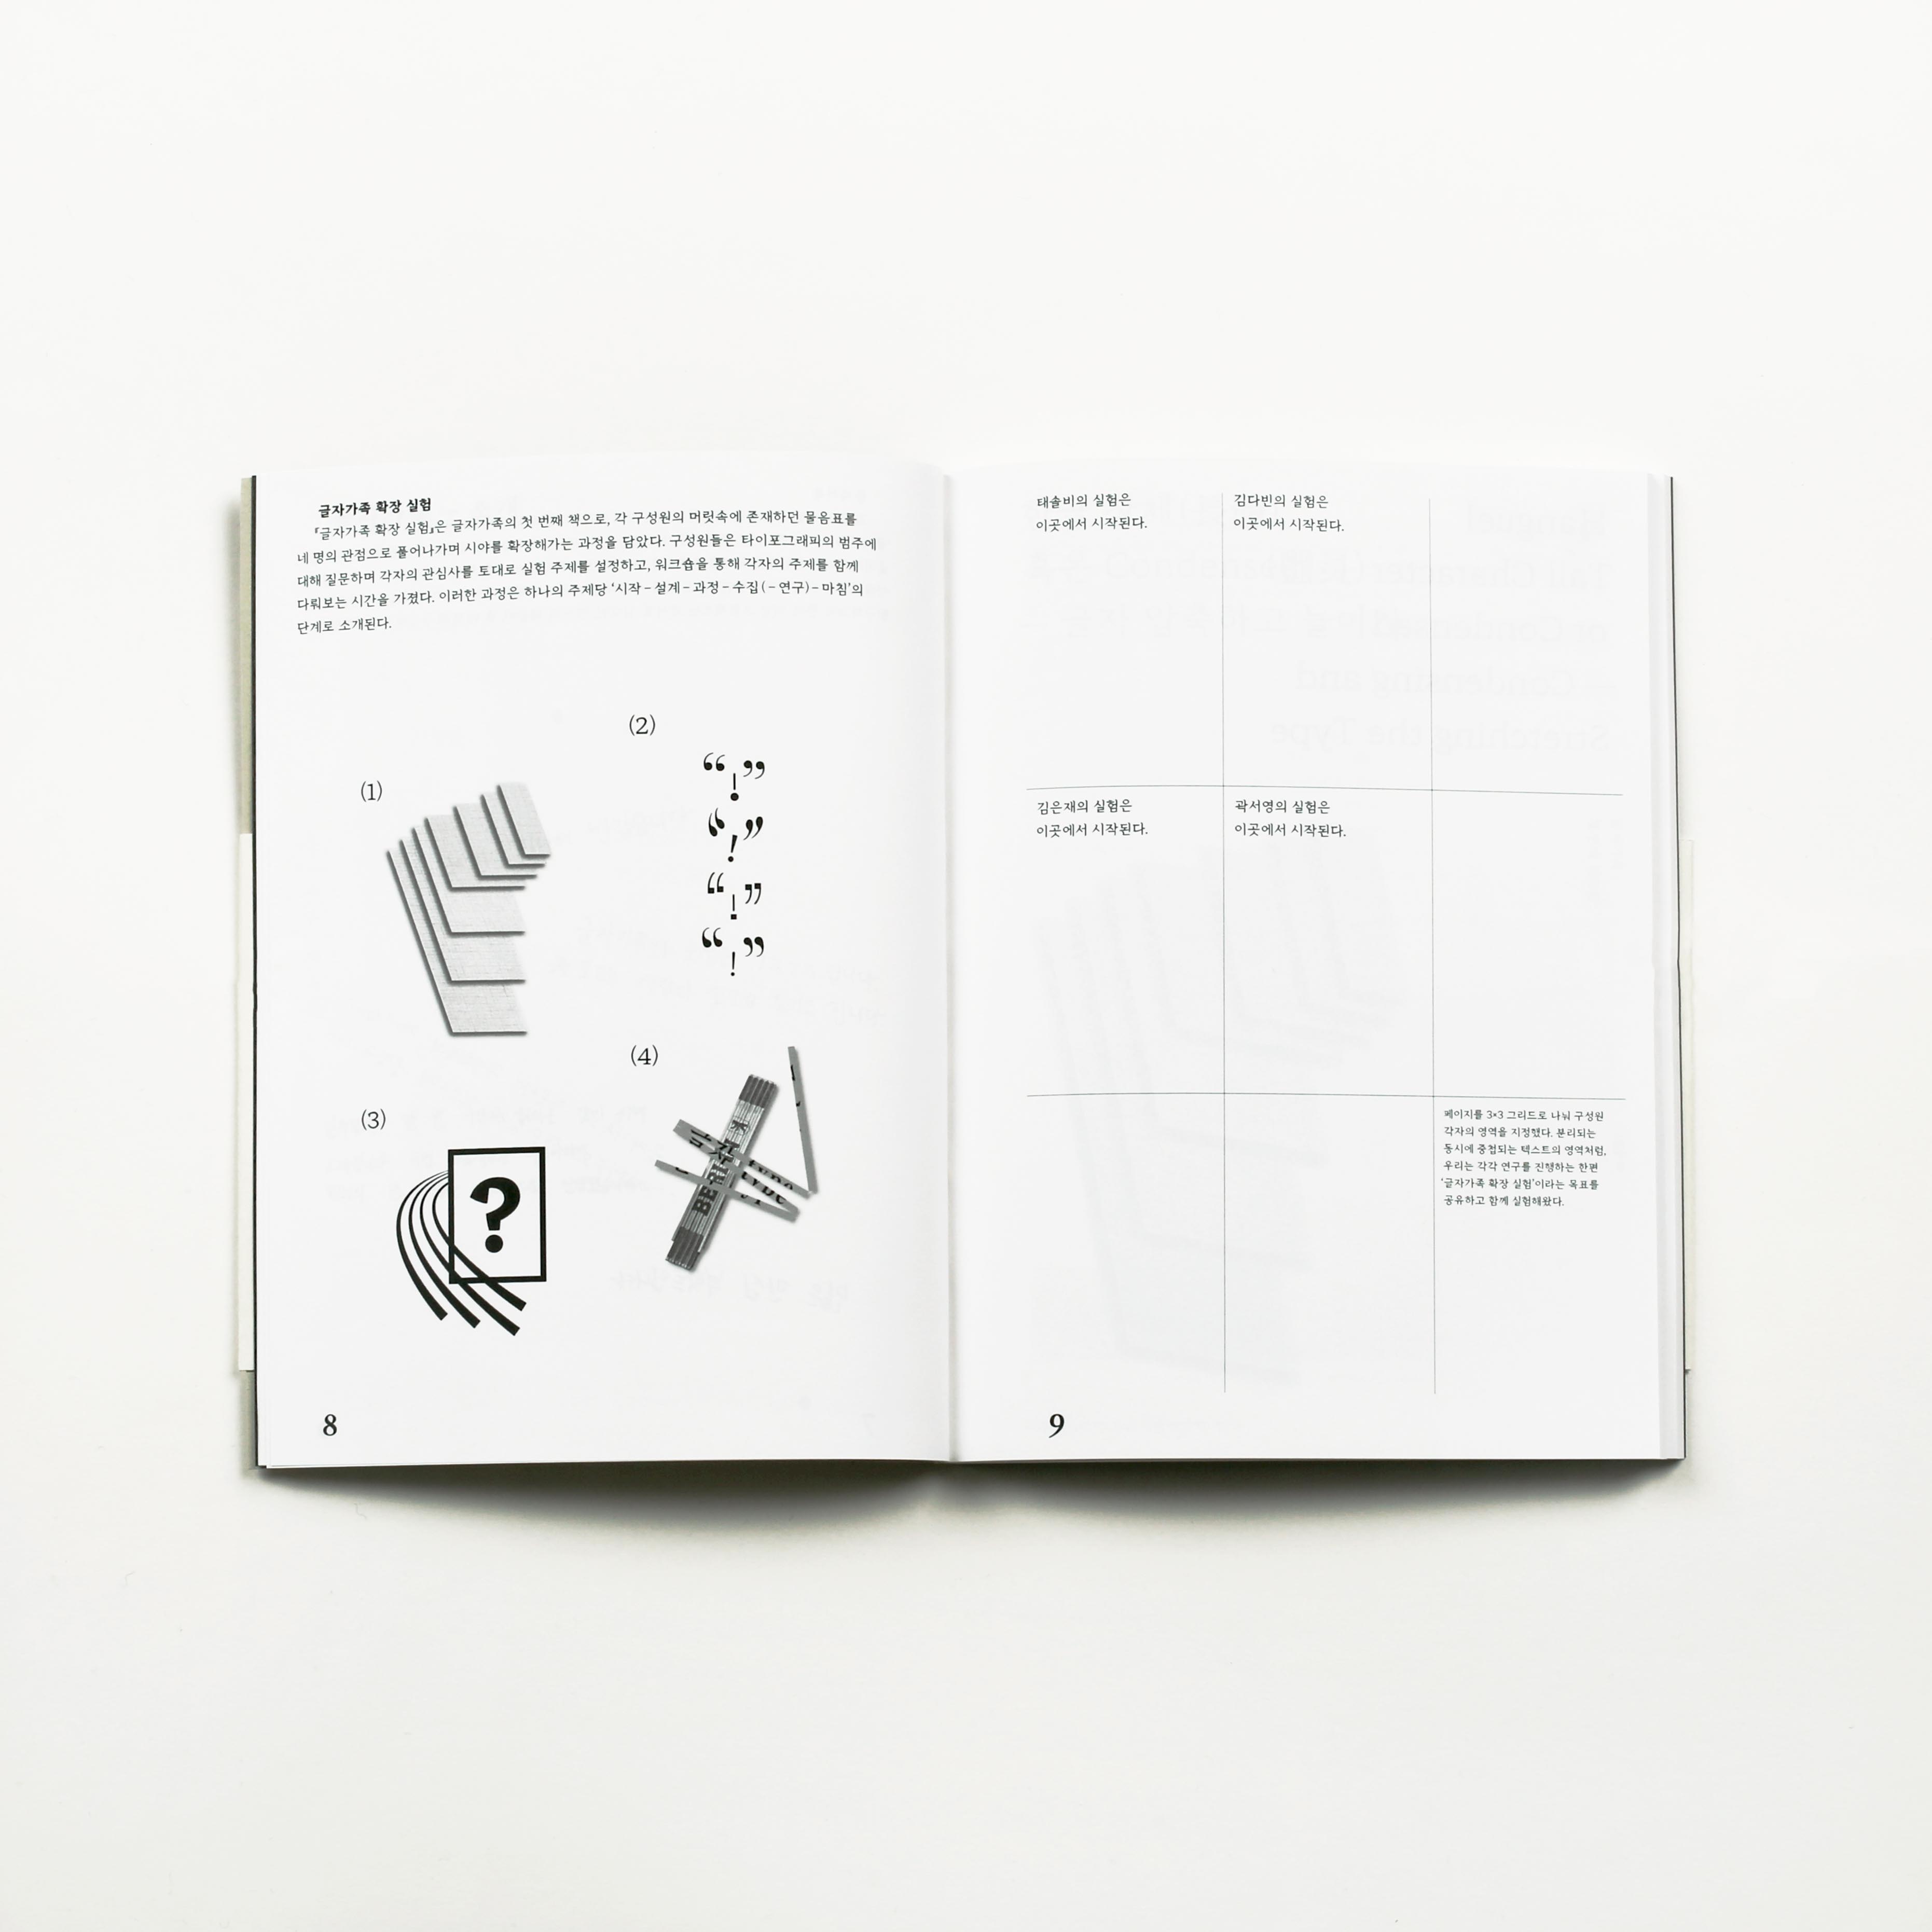 글자가족 확장 실험
『글자가족 확장 실험』은 글자가족의 첫 번째 책으로, 각 구성원의 머릿속에 존재하던 물음표를
네 명의 관점으로 풀어나가며 시야를 확장해가는 과정을 담았다. 구성원들은 타이포그래피의 범주에
대해 질문하며 각자의 관심사를 토대로 실험 주제를 설정하고, 워크숍을 통해 각자의 주제를 함께
다뤄보는 시간을 가졌다. 이러한 과정은 하나의 주제당 ‘시작 – 설계 – 과정 – 수집 (– 연구) – 마침’의
단계로 소개된다.
(1)
(2)
“!”
“!”
“!”
“!”
(3)
?
(4)
8
태솔비의 실험은
이곳에서 시작된다.
김다빈의 실험은
이곳에서 시작된다.
김은재의 실험은
이곳에서 시작된다.
곽서영의 실험은
이곳에서 시작된다.
페이지를 3×3 그리드로 나눠 구성원
각자의 영역을 지정했다. 분리되는
동시에 중첩되는 텍스트의 영역처럼,
우리는 각각 연구를 진행하는 한편
‘글자가족 확장 실험’이라는 목표를
공유하고 함께 실험해왔다.
9